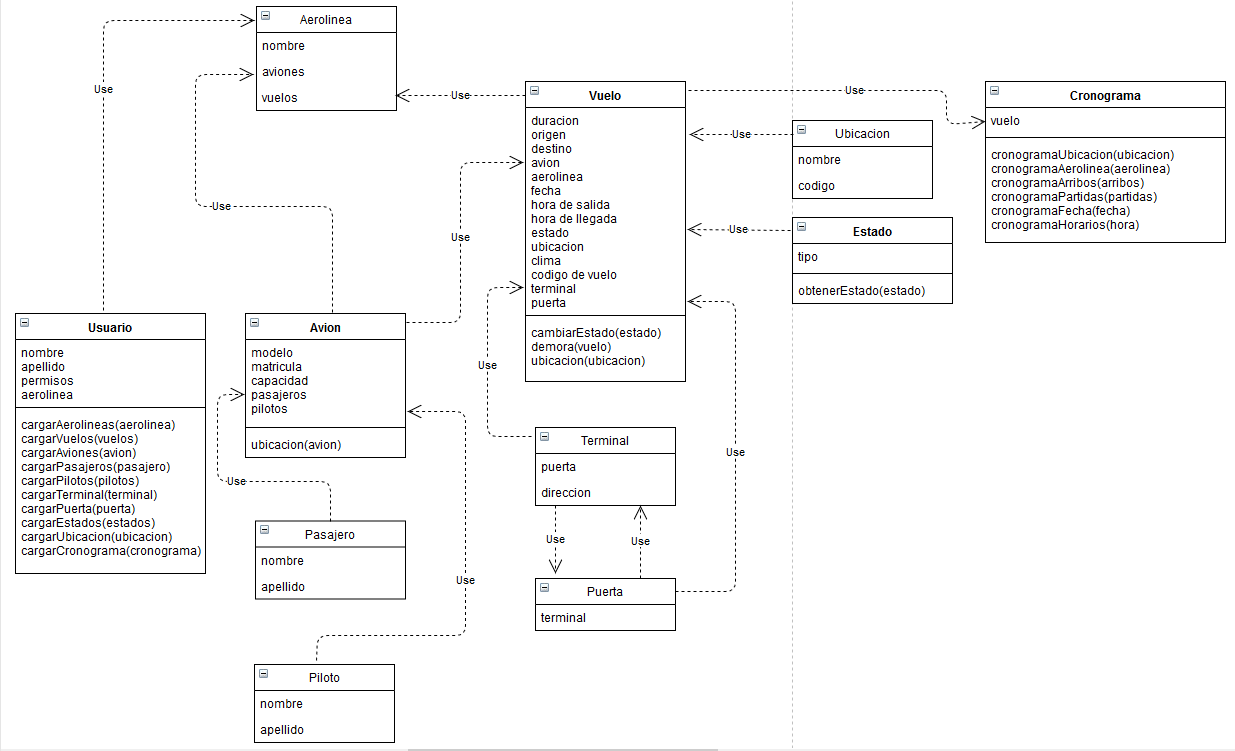 Aerolinea
nombre
aviones
vuelos
Use
Use
Use
Vuelo
duracion
origen
destino
avion
aerolinea
fecha
hora de salida
hora de llegada
estado
ubicacion
clima
codigo de vuelo
terminal
puerta
cambiarEstado(estado)
demora(vuelo)
ubicacion(ubicacion)
Use
Cronograma
vuelo
cronogramaUbicacion(ubicacion)
cronogramaAerolinea(aerolinea)
cronogramaArribos(arribos)
cronogramaPartidas(partidas)
cronogramaFecha(fecha)
cronogramaHorarios(hora)
Use
Ubicacion
nombre
codigo
Use
Estado
tipo
obtenerEstado(estado)
Use
Usuario
nombre
apellido
permisos
aerolinea
cargarAerolineas(aerolinea)
cargarVuelos(vuelos)
cargarAviones(avion)
cargarPasajeros(pasajero)
cargarPilotos(pilotos)
cargarTerminal(terminal)
cargarPuerta(puerta)
cargarEstados(estados)
cargarUbicacion(ubicacion)
cargarCronograma(cronograma)
Avion
modelo
matricula
capacidad
pasajeros
pilotos
ubicacion(avion)
Use
Use
Pasajero
nombre
apellido
Use
Piloto
nombre
apellido
Terminal
puerta
direccion
Use
Use
Use
Puerta
terminal